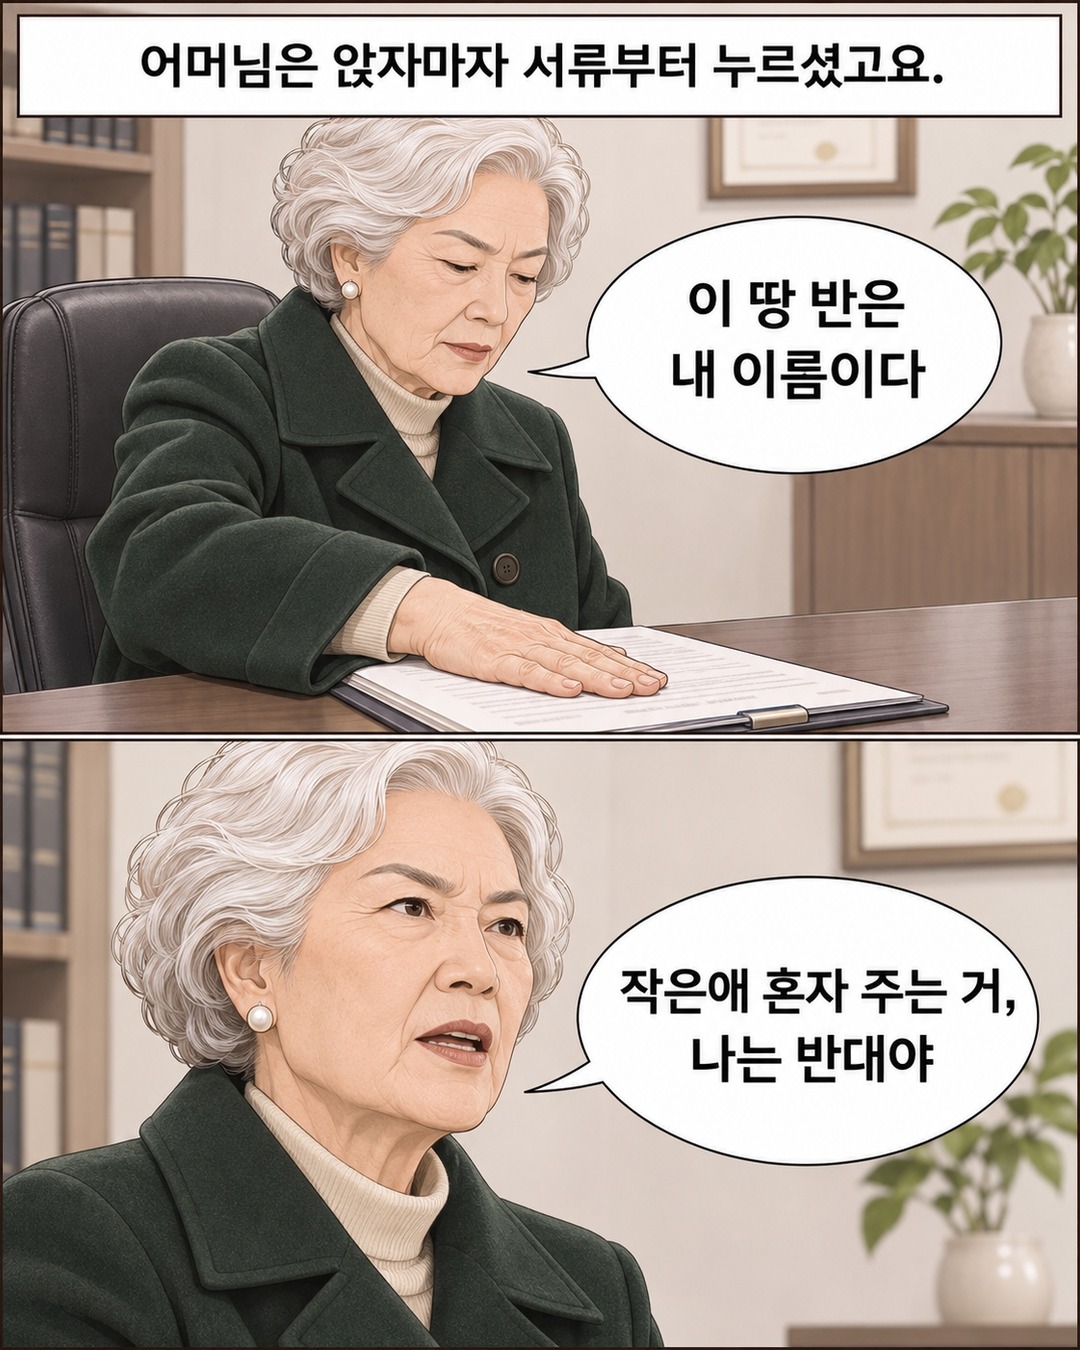 어머님은 앉자마자 서류부터 누르셨고요.
이 땅 반은
내 이름이다
작은애 혼자 주는 거,
나는 반대야